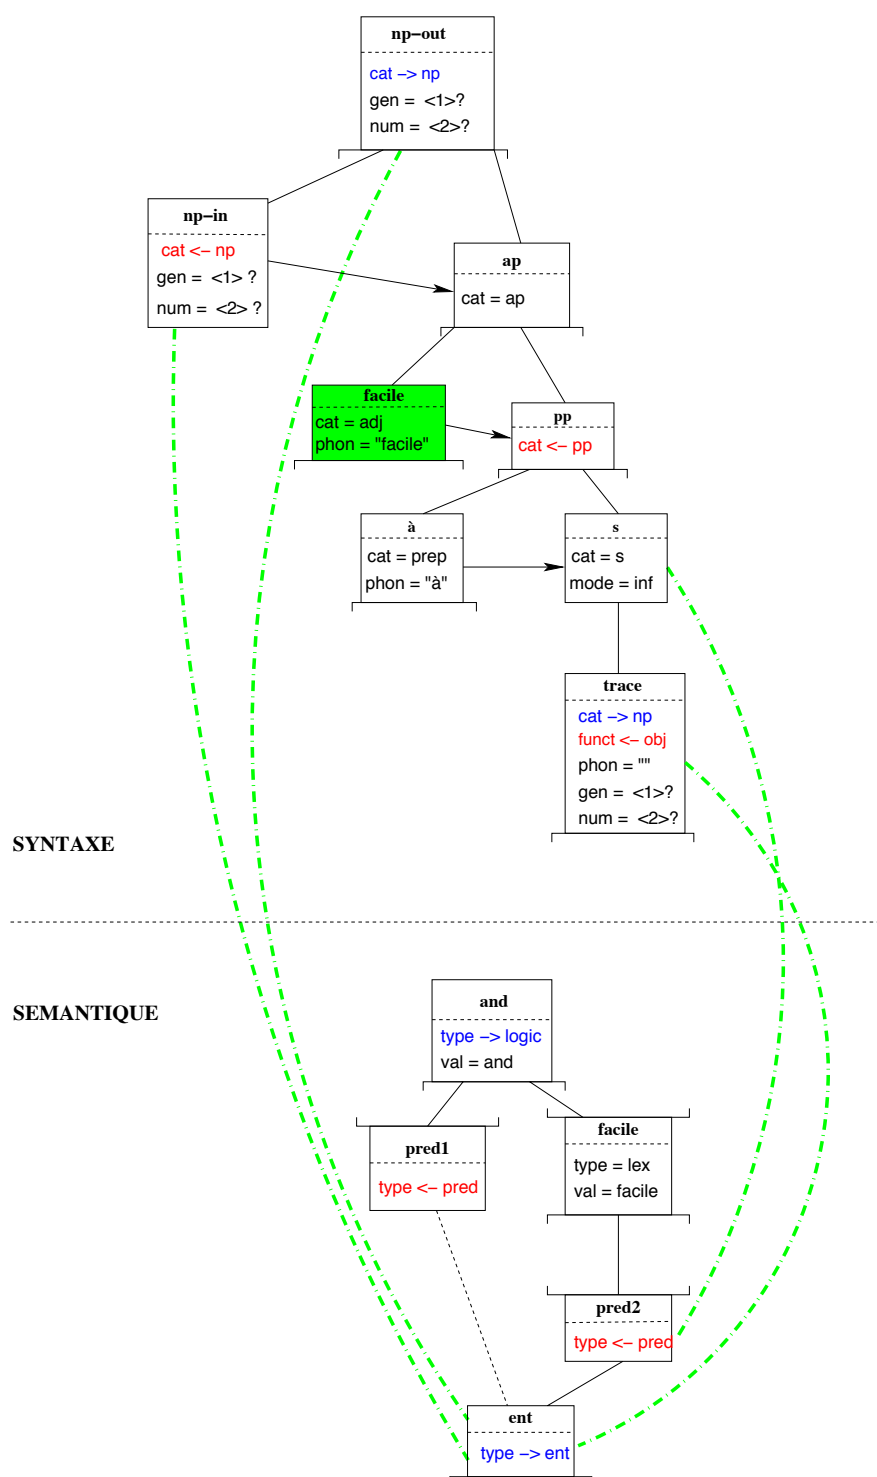 np−out
cat −> np
gen = <1>?
num = <2>?
np−in
cat <− np
gen = <1> ?
num = <2> ?
ap
cat = ap
facile
cat = adj
phon = "facile"
pp
cat <− pp
à
cat = prep
phon = "à"
s
cat = s
mode = inf
trace
cat −> np
funct <− obj
phon = ""
gen = <1>?
num = <2>?
SYNTAXE
SEMANTIQUE
and
type −> logic
val = and
pred1
type <− pred
facile
type = lex
val = facile
pred2
type <− pred
ent
type −> ent